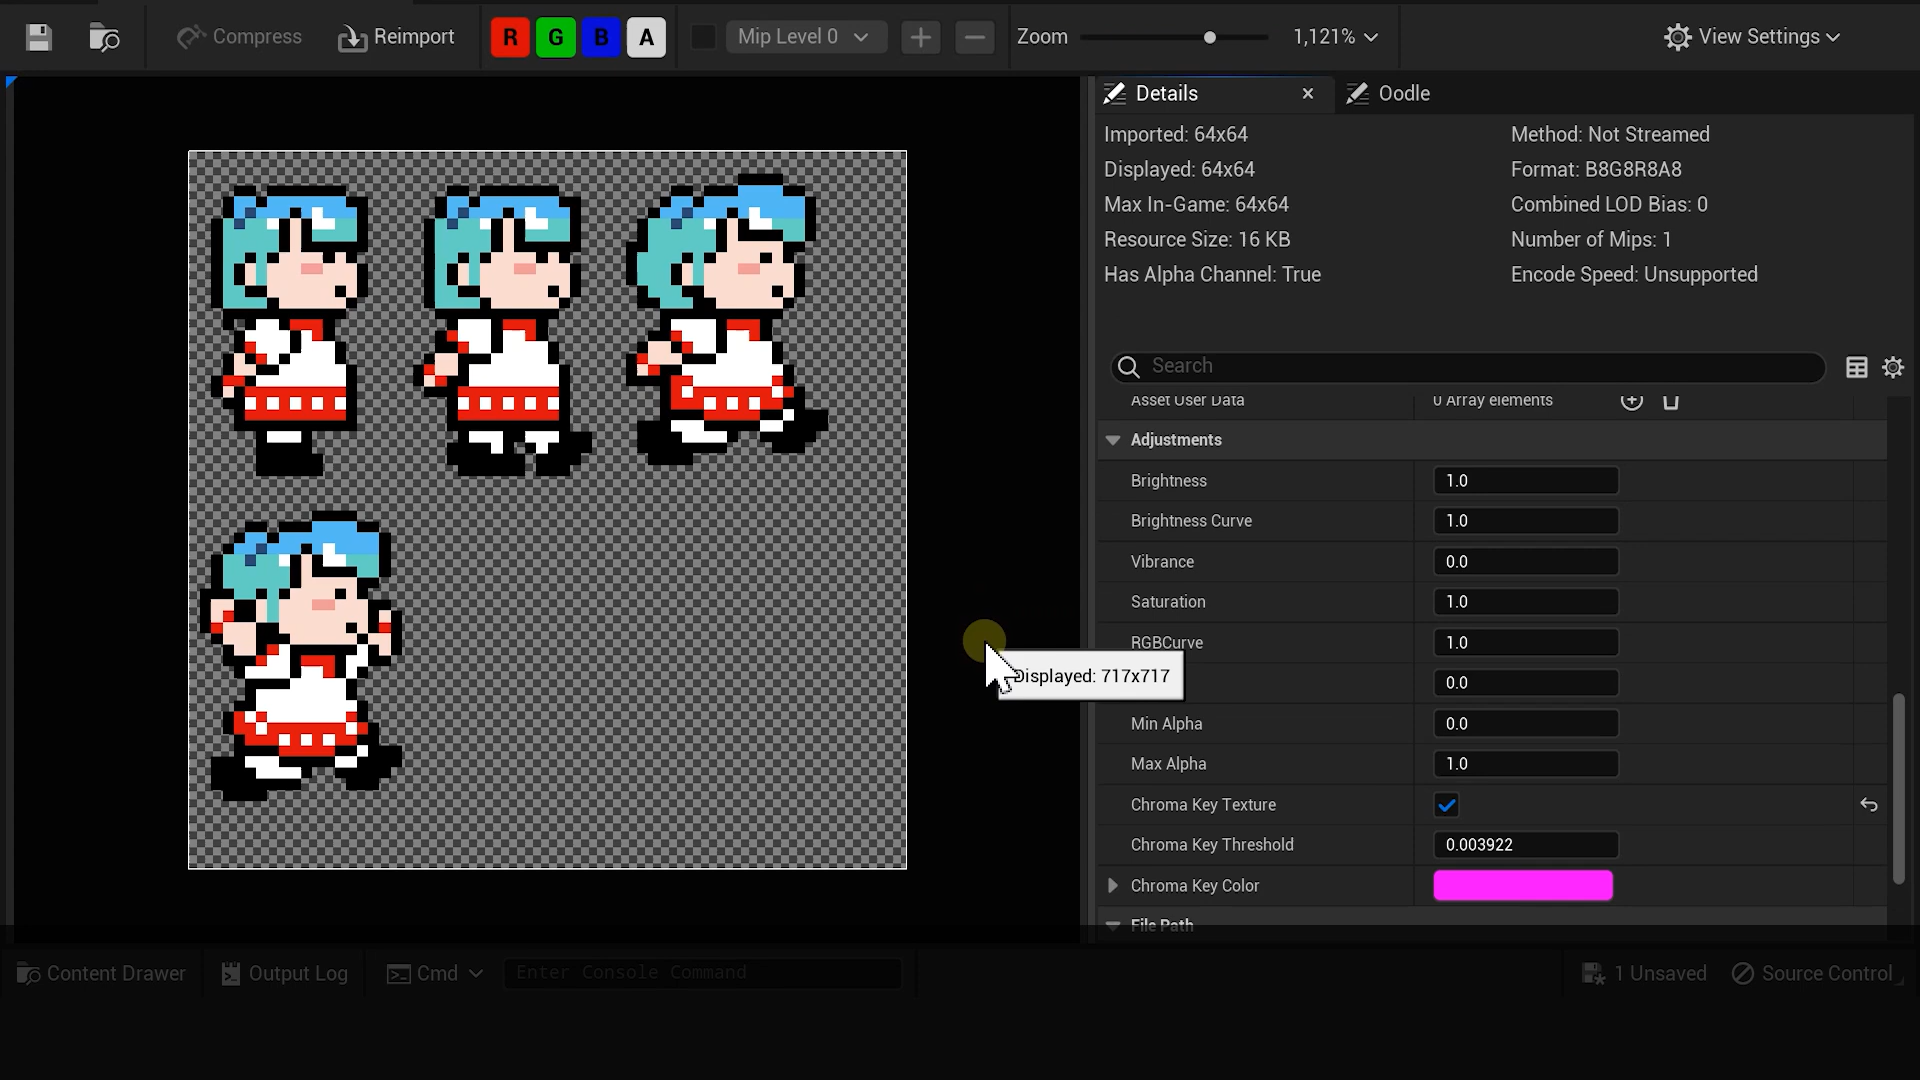 Compress
Reimport
R
G
B
A
Mip Level 0
Zoom
1,121%
View Settings
Details
Oodle
Imported: 64x64
Method: Not Streamed
Displayed: 64x64
Format: B8G8R8A8
Max In-Game: 64x64
Combined LOD Bias: 0
Resource Size: 16 KB
Number of Mips: 1
Has Alpha Channel: True
Encode Speed: Unsupported
Search
Asset User Data
0 Array elements
Adjustments
Brightness
1.0
Brightness Curve
1.0
Vibrance
0.0
Saturation
1.0
RGBCurve
1.0
Displayed: 717x717
0.0
Min Alpha
0.0
Max Alpha
1.0
Chroma Key Texture
Chroma Key Threshold
0.003922
Chroma Key Color
File Path
Content Drawer
Output Log
Cmd
Enter Console Command
1 Unsaved
Source Control